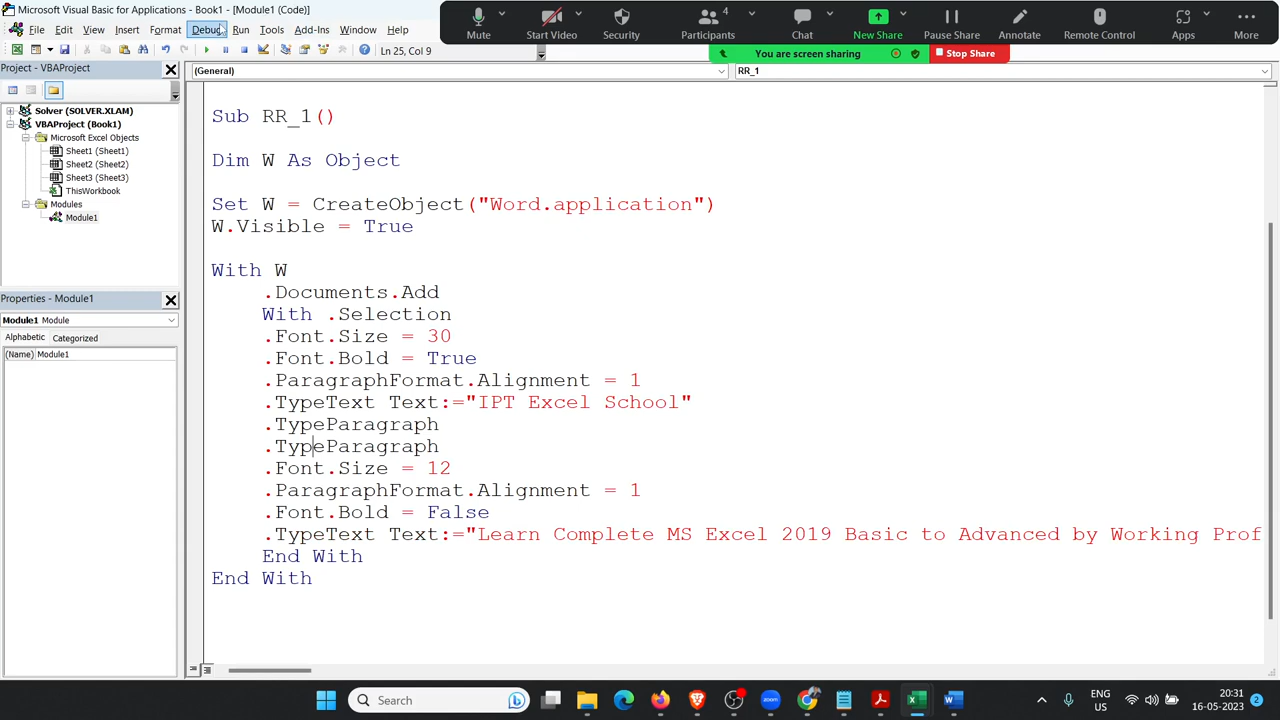 Microsoft Visual Basic for Applications - Book1 - [Module1 (Code)]
File Edit View Insert Format Debug Run Tools Add-Ins Window Help
Ln 25, Col 9
Mute
Start Video
Security
4
Participants
Chat
New Share
Pause Share
Annotate
Remote Control
Apps
More
You are screen sharing
Stop Share
Project - VBAProject
Solver (SOLVER.XLAM)
VBAProject (Book1)
Microsoft Excel Objects
Sheet1 (Sheet1)
Sheet2 (Sheet2)
Sheet3 (Sheet3)
ThisWorkbook
Modules
Module1
Properties - Module1
Module1 Module
Alphabetic Categorized
(Name) Module1
(General)
RR_1
Sub RR_1()
Dim W As Object
Set W = CreateObject("Word.application")
W.Visible = True
With W
.Documents.Add
With .Selection
.Font.Size = 30
.Font.Bold = True
.ParagraphFormat.Alignment = 1
.TypeText Text:="IPT Excel School"
.TypeParagraph
.TypeParagraph
.Font.Size = 12
.ParagraphFormat.Alignment = 1
.Font.Bold = False
.TypeText Text:="Learn Complete MS Excel 2019 Basic to Advanced by Working Prof
End With
End With
Search
ENG
US
20:31
16-05-2023